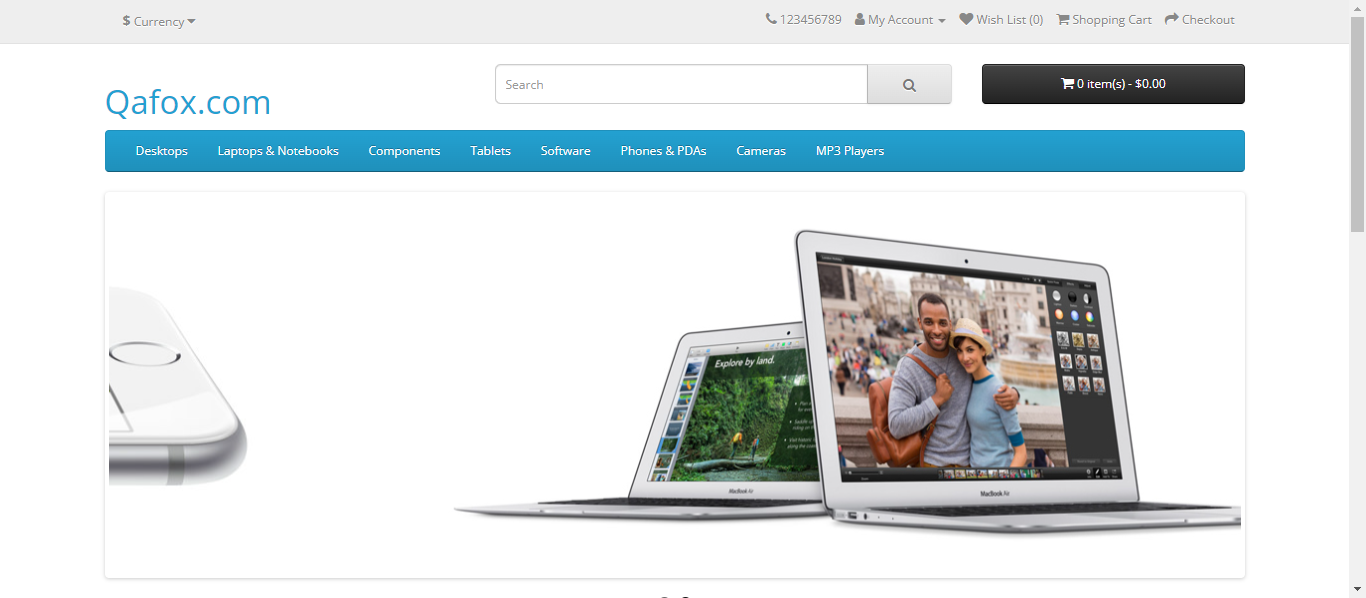 $ Currency
123456789 My Account Wish List (0) Shopping Cart Checkout
Qafox.com
Search
0 item(s) - $0.00
Desktops Laptops & Notebooks Components Tablets Software Phones & PDAs Cameras MP3 Players
Explore by land.
MacBook Air
MacBook Air